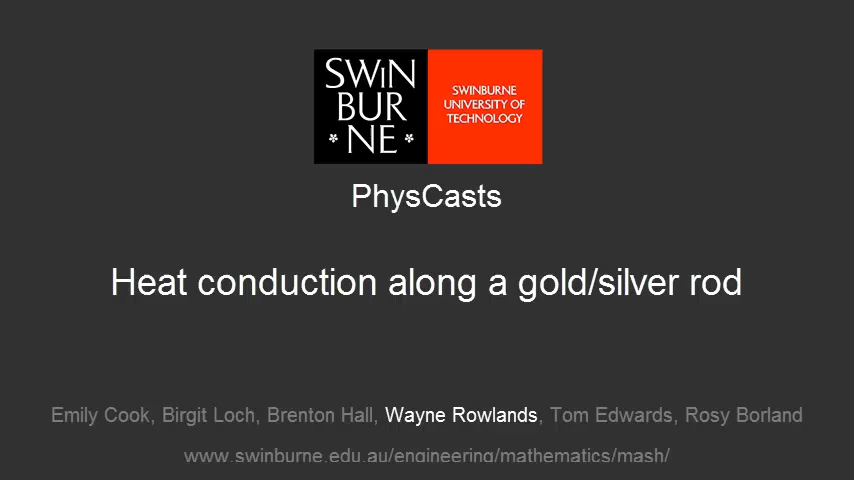 SWIN
BUR
NE
SWINBURNE
UNIVERSITY OF
TECHNOLOGY
PhysCasts
Heat conduction along a gold/silver rod
Emily Cook, Birgit Loch, Brenton Hall, Wayne Rowlands, Tom Edwards, Rosy Borland
www.swinburne.edu.au/engineering/mathematics/mash/